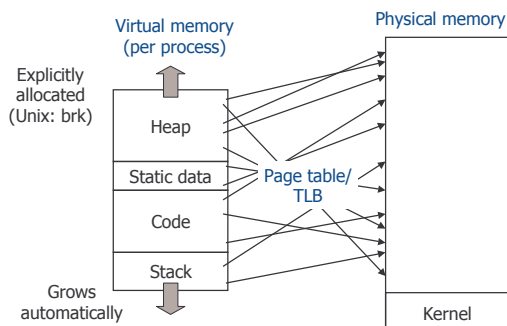 Virtual memory
(per process)
Physical memory
Explicitly
allocated
(Unix: brk)
Heap
Static data
Code
Stack
Page table/
TLB
Grows
automatically
Kernel